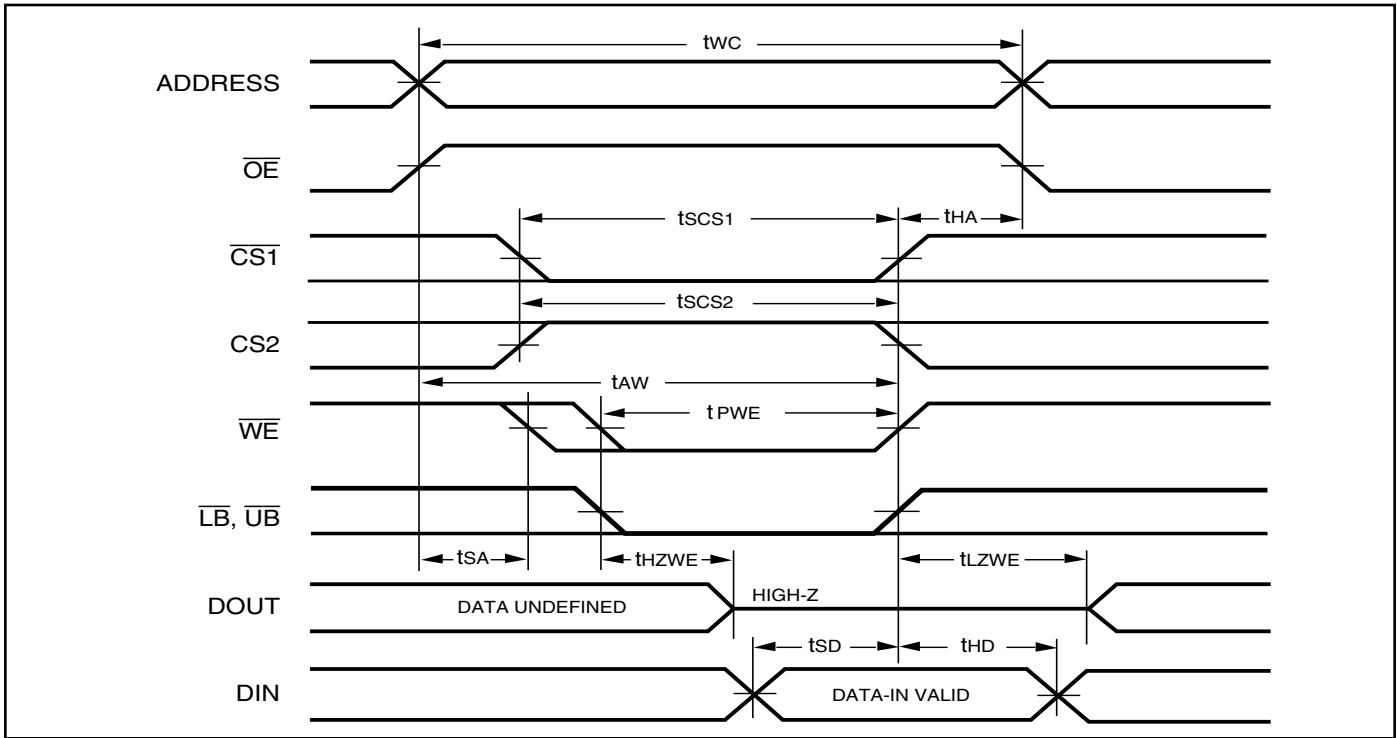 tWC
ADDRESS
OE
tSCS1
tHA
CS1
tSCS2
CS2
tAW
tPWE
WE
LB, UB
tSA
tHZWE
tLZWE
HIGH-Z
DOUT
DATA UNDEFINED
tSD
tHD
DIN
DATA-IN VALID